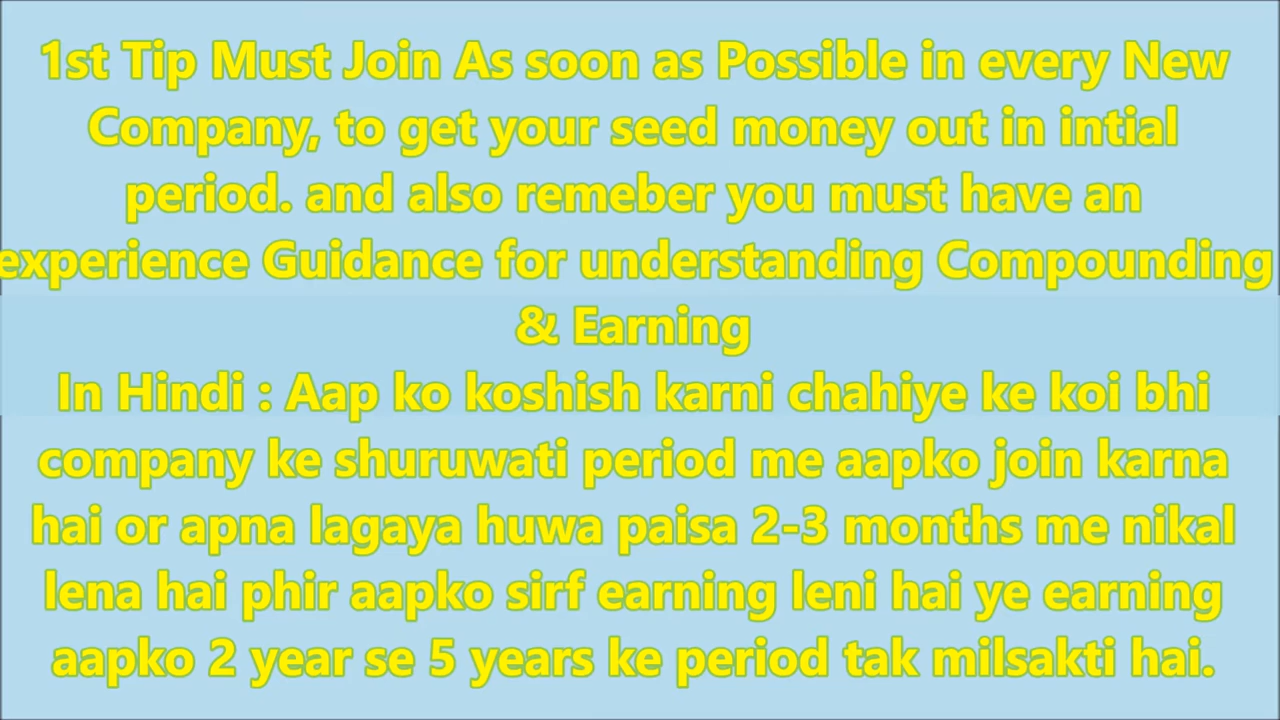 1st Tip Must Join As soon as Possible in every New
Company, to get your seed money out in intial
period. and also remeber you must have an
experience Guidance for understanding Compounding
& Earning
In Hindi : Aap ko koshish karni chahiye ke koi bhi
company ke shuruwati period me aapko join karna
hai or apna lagaya huwa paisa 2-3 months me nikal
lena hai phir aapko sirf earning leni hai ye earning
aapko 2 year se 5 years ke period tak milsakti hai.